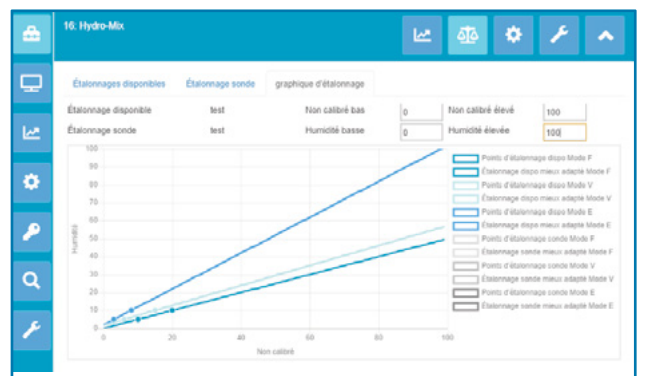 16: Hydro-Mix
Étalonnages disponibles Étalonnage sonde graphique d'étalonnage
Étalonnage disponible test Non calibré bas 0 Non calibré élevé 100
Étalonnage sonde test Humidité basse 0 Humidité élevée 100
100
90
80
70
60
50
40
30
20
10
0
Humidité
0 20 40 60 80 100
Non calibré
Points d'étalonnage dispo Mode F
Étalonnage dispo mieux adapté Mode F
Points d'étalonnage dispo Mode V
Étalonnage dispo mieux adapté Mode V
Points d'étalonnage dispo Mode E
Étalonnage dispo mieux adapté Mode E
Points d'étalonnage sonde Mode F
Étalonnage sonde mieux adapté Mode F
Points d'étalonnage sonde Mode V
Étalonnage sonde mieux adapté Mode V
Points d'étalonnage sonde Mode E
Étalonnage sonde mieux adapté Mode E